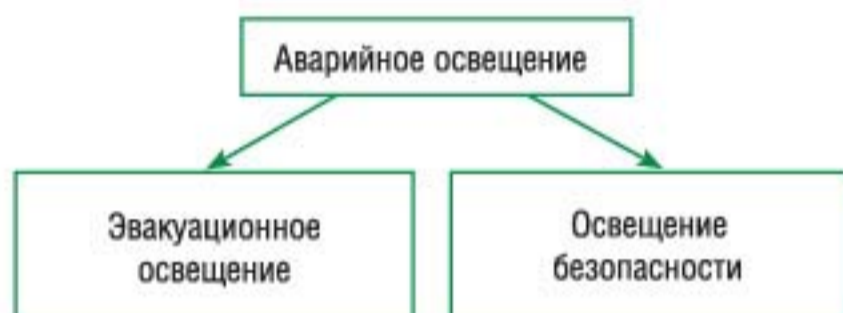 Аварийное освещение
Эвакуационное
освещение
Освещение
безопасности